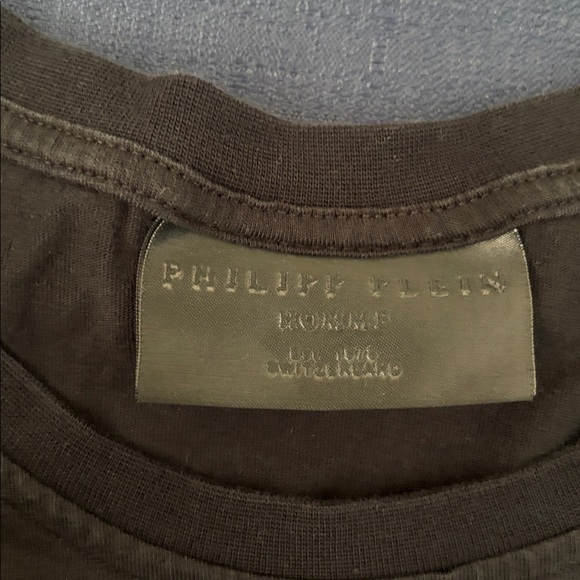 PHILIPP PLEIN
HOMME
EST. 1978
SWITZERLAND